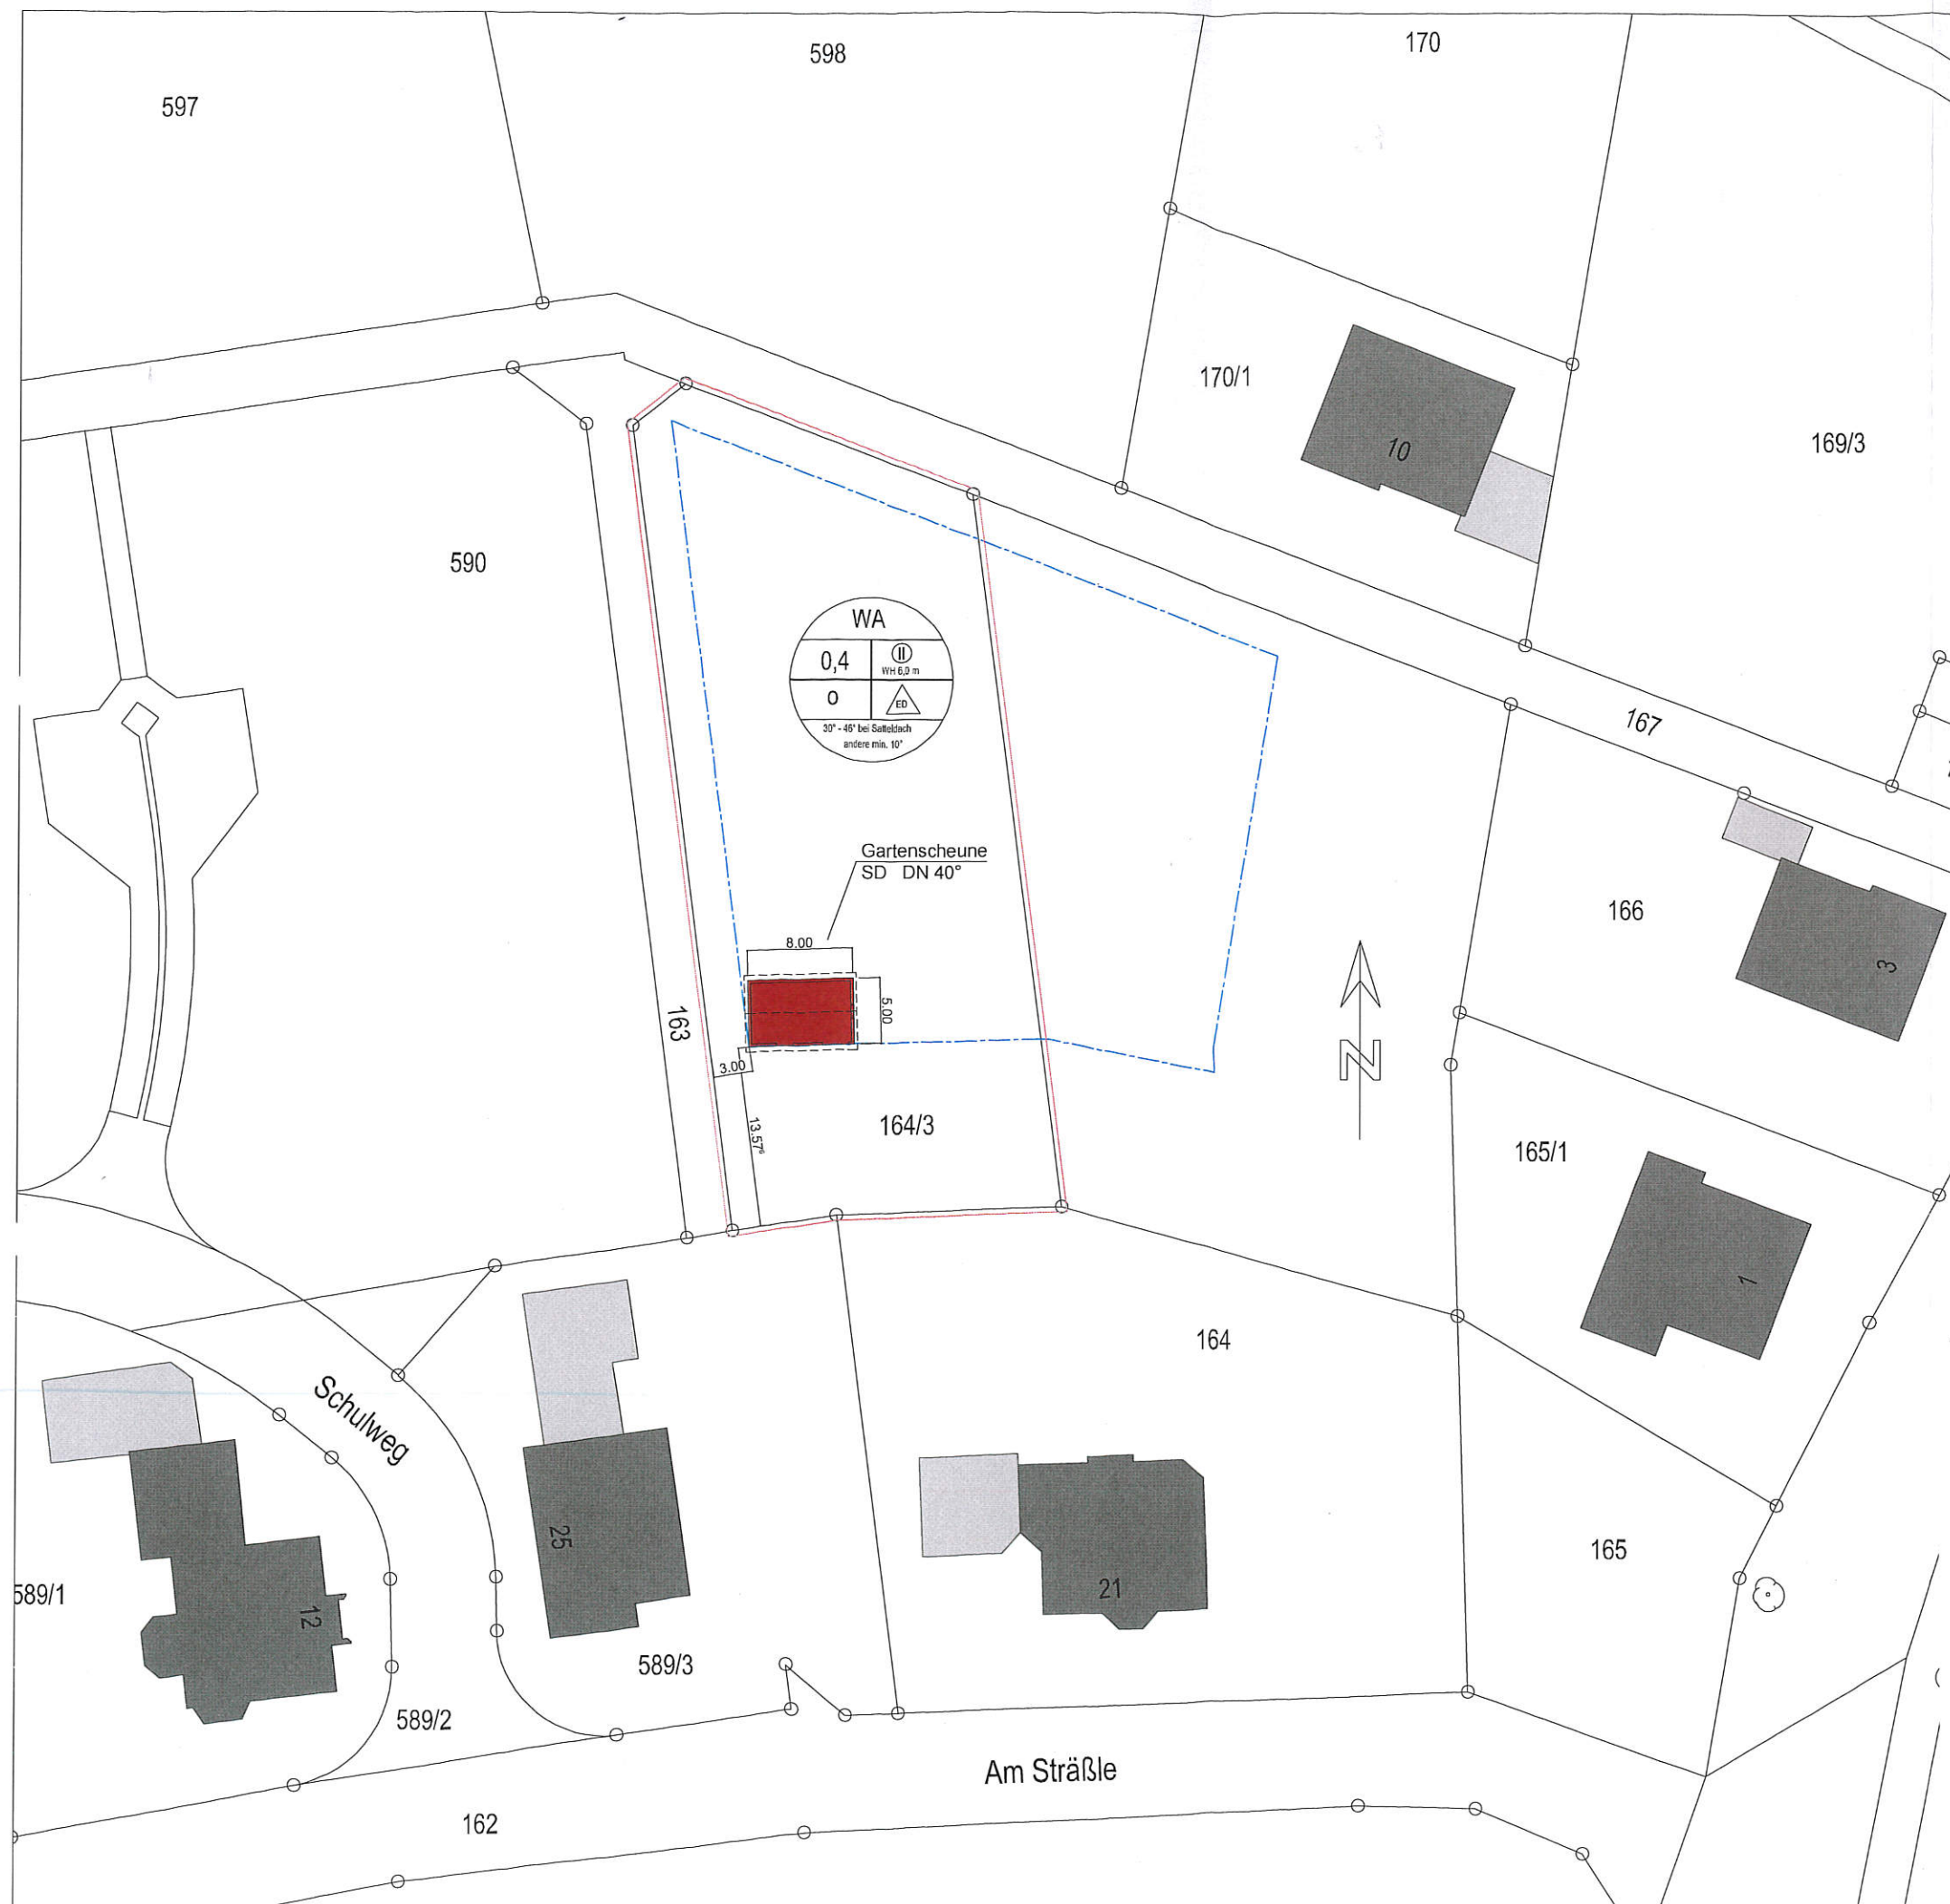 598
170
597
170/1
10
169/3
590
WA
0,4
II
WH 6,0 m
o
ED
30° - 46° bei Satteldach
andere min. 10°
167
Gartenscheune
SD DN 40°
166
3
8.00
5.00
163
3.00
N
164/3
13.57⁶
165/1
1
164
Schulweg
25
21
165
589/1
12
589/3
589/2
Am Sträßle
162